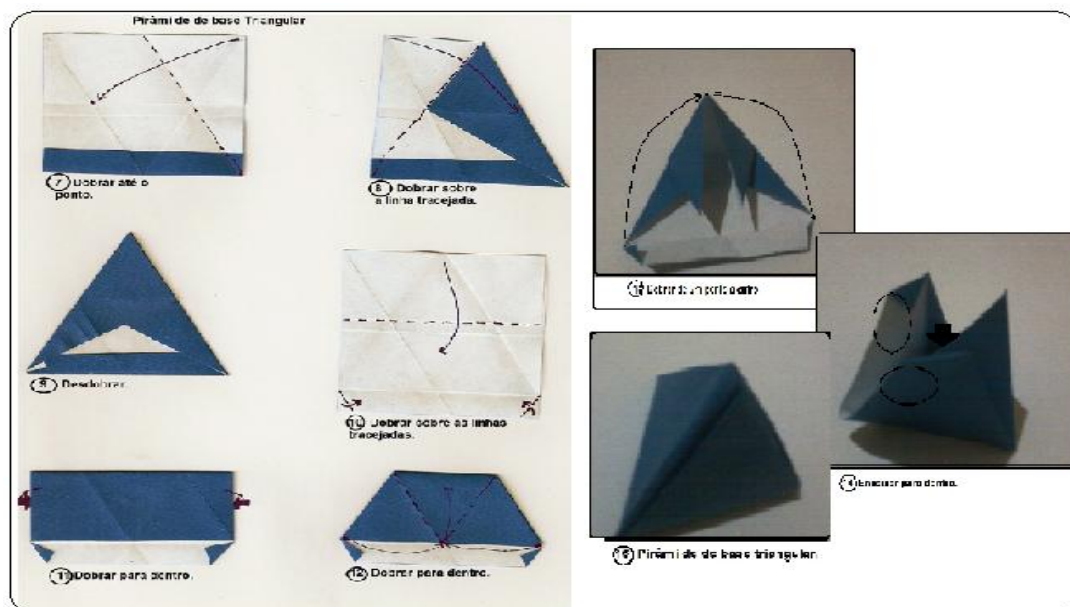 Pirâmide de base Triangular
7 Dobrar até o
ponto.
8 Dobrar sobre
a linha tracejada.
9 Desdobrar.
10 Dobrar sobre as linhas
tracejadas.
11 Dobrar para dentro.
12 Dobrar para dentro.
para dentro.
15 Pirâmide de base triangular